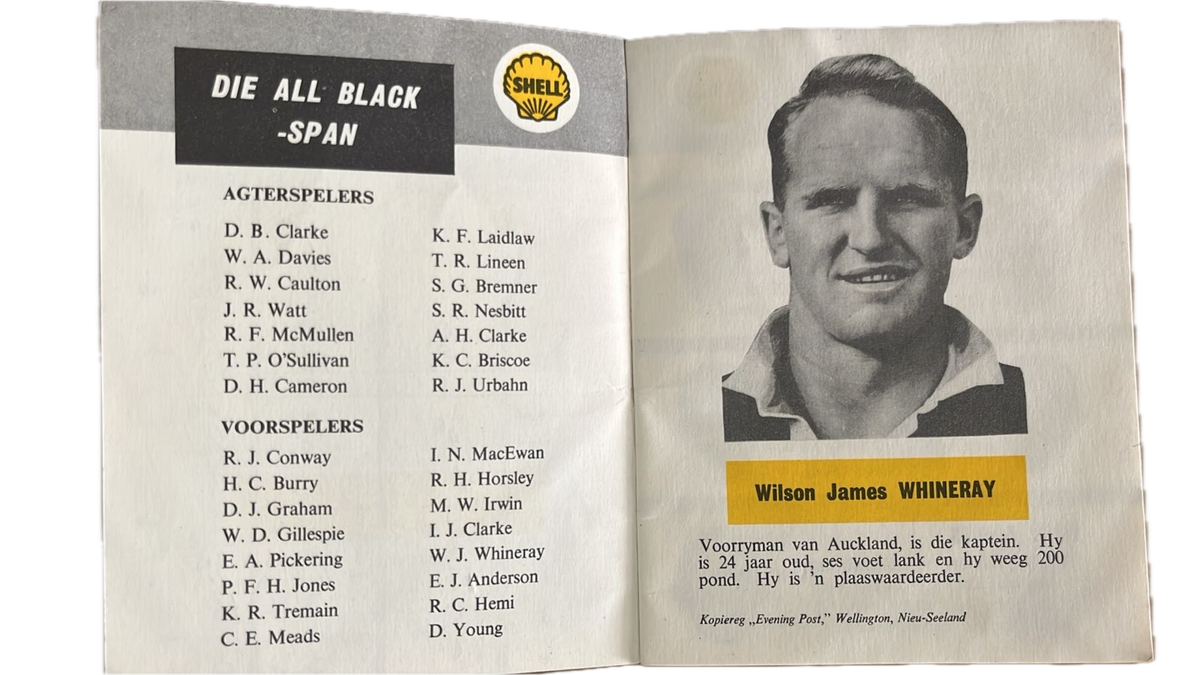 DIE ALL BLACK
-SPAN
SHELL
AGTERSPELERS
D. B. Clarke
W. A. Davies
R. W. Caulton
J. R. Watt
R. F. McMullen
T. P. O'Sullivan
D. H. Cameron
K. F. Laidlaw
T. R. Lineen
S. G. Bremner
S. R. Nesbitt
A. H. Clarke
K. C. Briscoe
R. J. Urbahn
VOORSPELERS
R. J. Conway
H. C. Burry
D. J. Graham
W. D. Gillespie
E. A. Pickering
P. F. H. Jones
K. R. Tremain
C. E. Meads
I. N. MacEwan
R. H. Horsley
M. W. Irwin
I. J. Clarke
W. J. Whineray
E. J. Anderson
R. C. Hemi
D. Young
Wilson James WHINERAY
Voorryman van Auckland, is die kaptein. Hy
is 24 jaar oud, ses voet lank en hy weeg 200
pond. Hy is 'n plaaswaardeerder.
Kopiereg „Evening Post,” Wellington, Nieu-Seeland